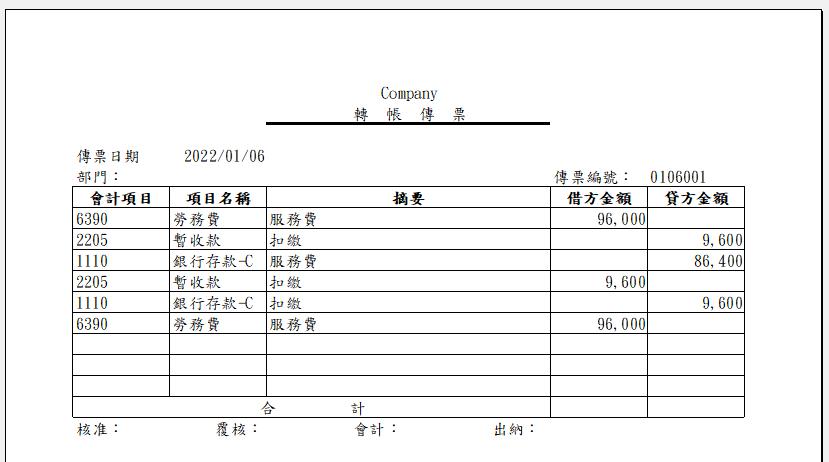 Company
轉 帳 傳 票
傳票日期 2022/01/06
部門： 傳票編號： 0106001
會計項目 項目名稱 摘要 借方金額 貸方金額
6390 勞務費 服務費 96,000
2205 暫收款 扣繳 9,600
1110 銀行存款-C 服務費 86,400
2205 暫收款 扣繳 9,600
1110 銀行存款-C 扣繳 9,600
6390 勞務費 服務費 96,000
合 計
核准： 覆核： 會計： 出納：